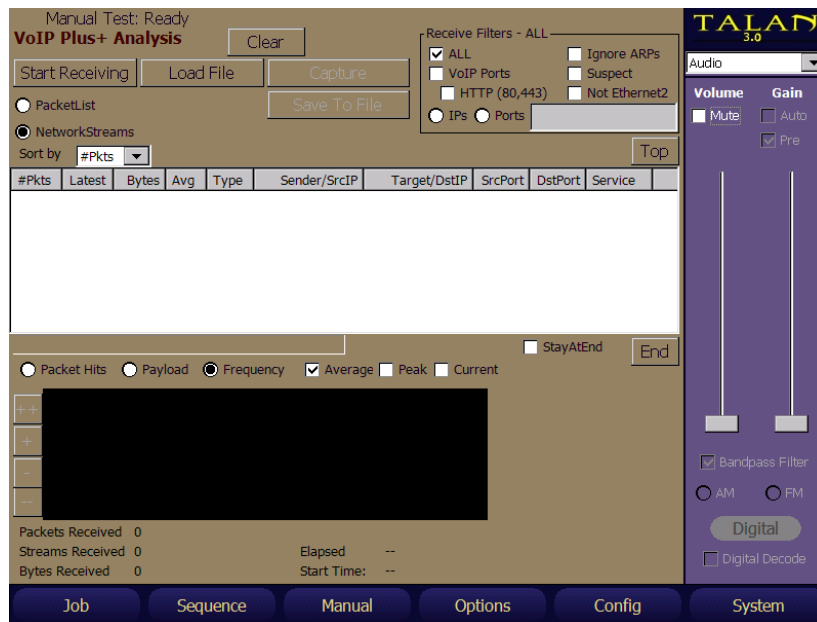 Manual Test: Ready
VoIP Plus+ Analysis
Clear
Start Receiving
Load File
Capture
Save To File
PacketList
NetworkStreams
Sort by
#Pkts
Receive Filters - ALL
ALL
Ignore ARPs
VoIP Ports
Suspect
HTTP (80,443)
Not Ethernet2
IPs
Ports
Top
#Pkts Latest Bytes Avg Type Sender/SrcIP Target/DstIP SrcPort DstPort Service
StayAtEnd
End
Packet Hits
Payload
Frequency
Average
Peak
Current
++
+
-
--
Packets Received 0
Streams Received 0
Bytes Received 0
Elapsed --
Start Time: --
TALAN
3.0
Audio
Volume
Gain
Mute
Auto
Pre
Bandpass Filter
AM
FM
Digital
Digital Decode
Job
Sequence
Manual
Options
Config
System